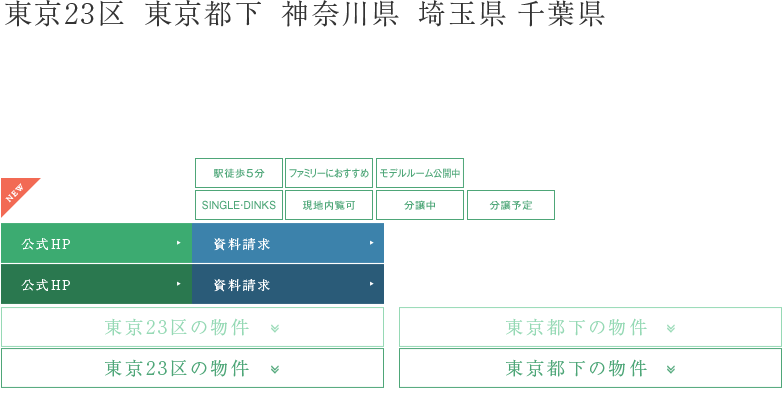 東京23区 東京都下 神奈川県 埼玉県 千葉県
駅徒歩5分 ファミリーにおすすめ モデルルーム公開中
NEW
SINGLE・DINKS 現地内覧可 分譲中 分譲予定
公式HP 資料請求
公式HP 資料請求
東京23区の物件 東京都下の物件
東京23区の物件 東京都下の物件